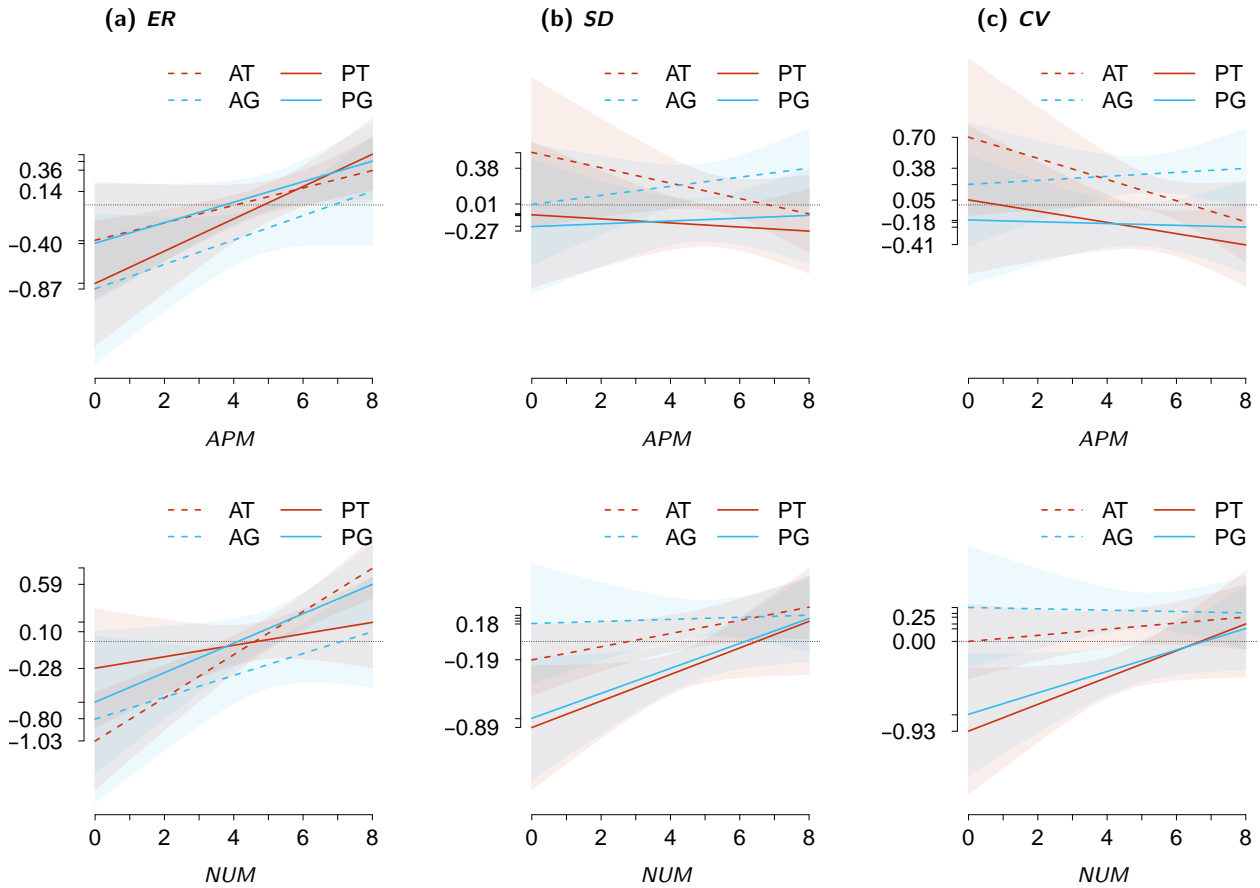 (a) ER
(b) SD
(c) CV
AT PT
AG PG
0.36
0.14
−0.40
−0.87
0 2 4 6 8
APM
AT PT
AG PG
0.38
0.01
−0.27
0 2 4 6 8
APM
AT PT
AG PG
0.70
0.38
0.05
−0.18
−0.41
0 2 4 6 8
APM
AT PT
AG PG
0.59
0.10
−0.28
−0.80
−1.03
0 2 4 6 8
NUM
AT PT
AG PG
0.18
−0.19
−0.89
0 2 4 6 8
NUM
AT PT
AG PG
0.25
0.00
−0.93
0 2 4 6 8
NUM